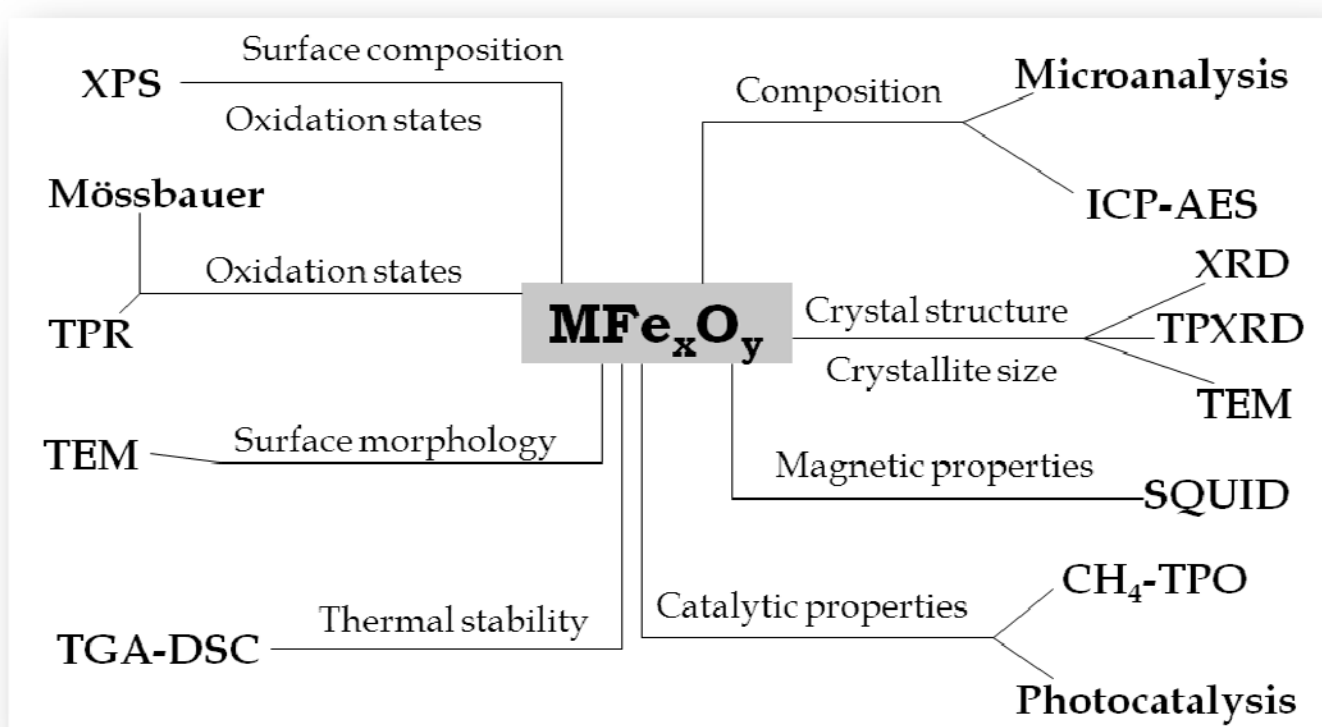 Surface composition
XPS
Oxidation states
Mössbauer
Oxidation states
TPR
TEM
Surface morphology
Thermal stability
TGA-DSC
MFeₓOᵧ
Composition
Microanalysis
ICP-AES
XRD
Crystal structure
TPXRD
Crystallite size
TEM
Magnetic properties
SQUID
CH₄-TPO
Catalytic properties
Photocatalysis